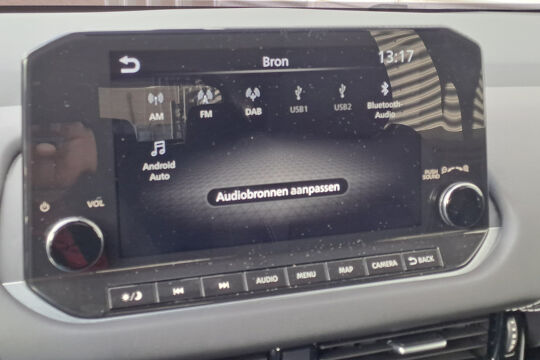 Bron
13:17
AM
FM
DAB
USB1
USB2
Bluetooth
Audio
Android
Auto
Audiobronnen aanpassen
VOL
PUSH
SOUND
AUDIO
MENU
MAP
CAMERA
BACK